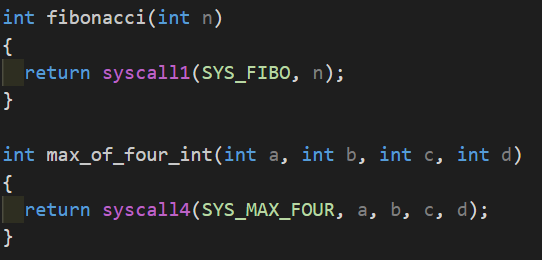 int fibonacci(int n)
{
  return syscall1(SYS_FIBO, n);
}

int max_of_four_int(int a, int b, int c, int d)
{
  return syscall4(SYS_MAX_FOUR, a, b, c, d);
}